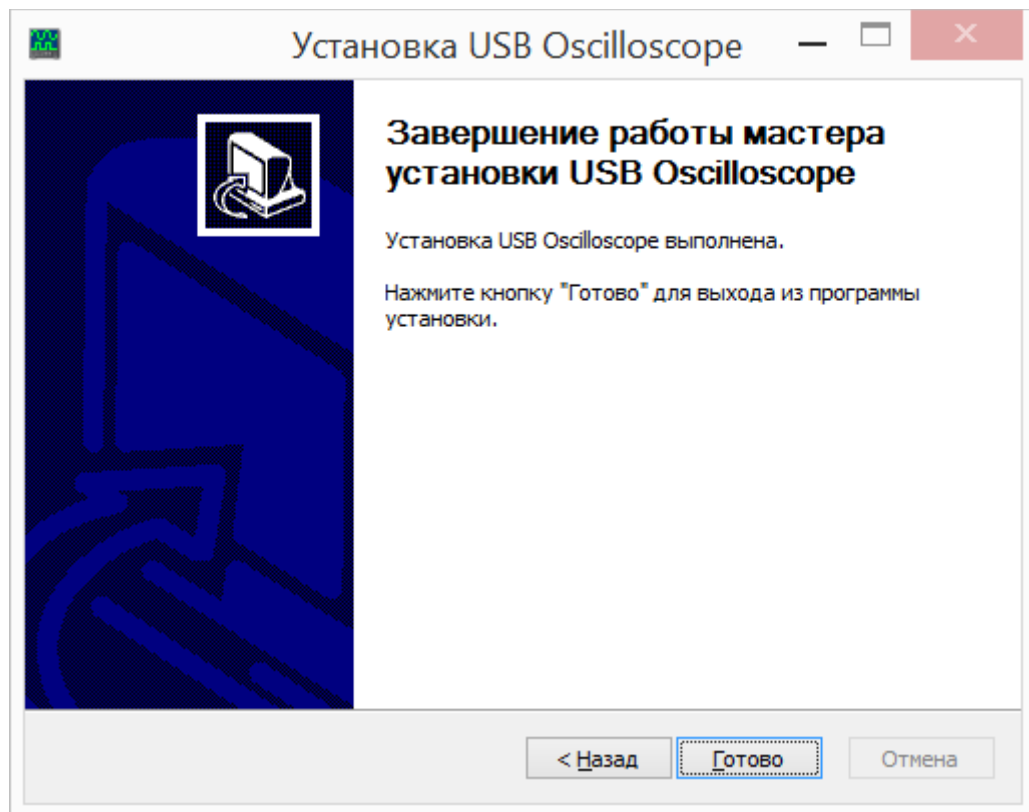 Установка USB Oscilloscope
Завершение работы мастера
установки USB Oscilloscope
Установка USB Oscilloscope выполнена.
Нажмите кнопку "Готово" для выхода из программы
установки.
< Назад
Готово
Отмена